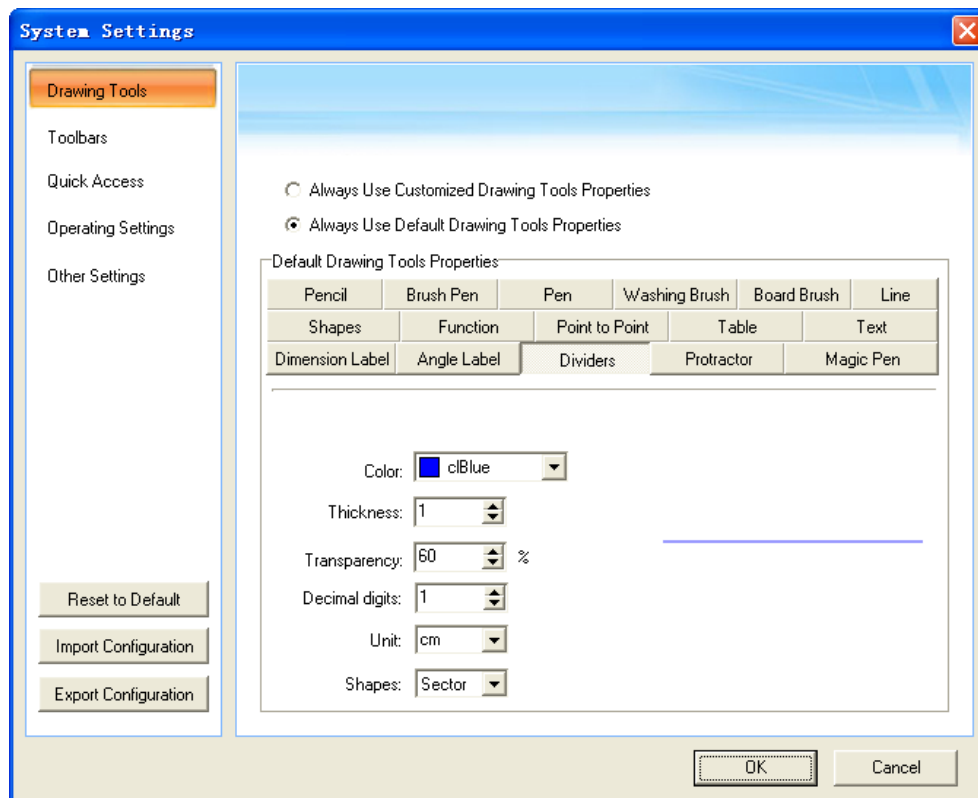 System Settings
Drawing Tools
Toolbars
Quick Access
Operating Settings
Other Settings
Reset to Default
Import Configuration
Export Configuration
Always Use Customized Drawing Tools Properties
Always Use Default Drawing Tools Properties
Default Drawing Tools Properties
Pencil Brush Pen Pen Washing Brush Board Brush Line
Shapes Function Point to Point Table Text
Dimension Label Angle Label Dividers Protractor Magic Pen
Color: clBlue
Thickness: 1
Transparency: 60 %
Decimal digits: 1
Unit: cm
Shapes: Sector
OK Cancel